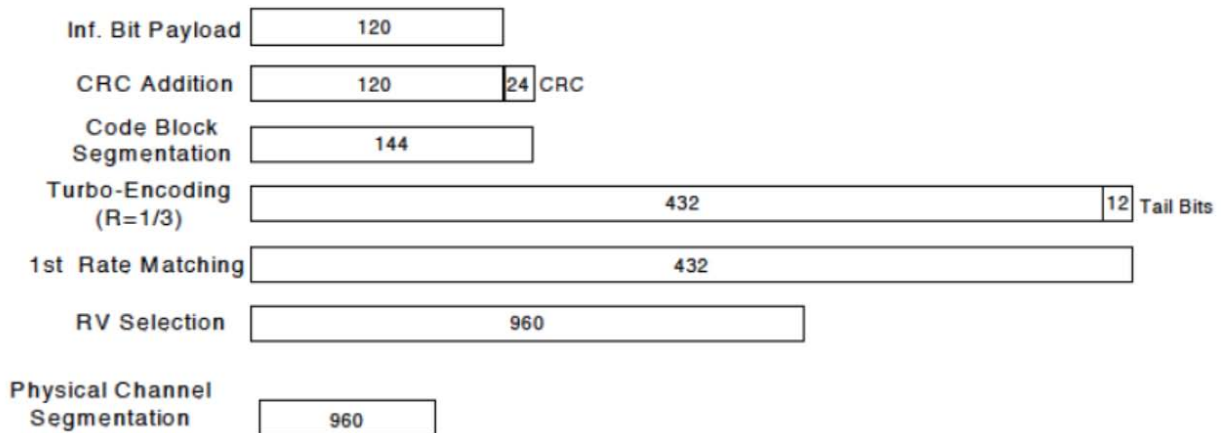 Inf. Bit Payload 120
CRC Addition 120 24 CRC
Code Block
Segmentation 144
Turbo-Encoding
(R=1/3) 432 12 Tail Bits
1st Rate Matching 432
RV Selection 960
Physical Channel
Segmentation 960